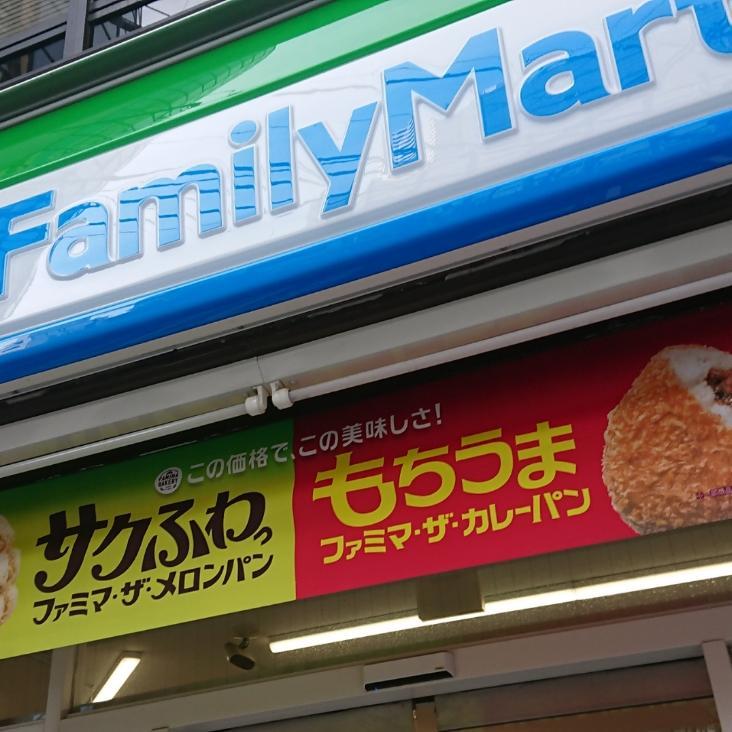 FamilyMart
FAMIMA BAKERY
この価格で、この美味しさ!
サクふわっ
ファミマ・ザ・メロンパン
もちうま
ファミマ・ザ・カレーパン